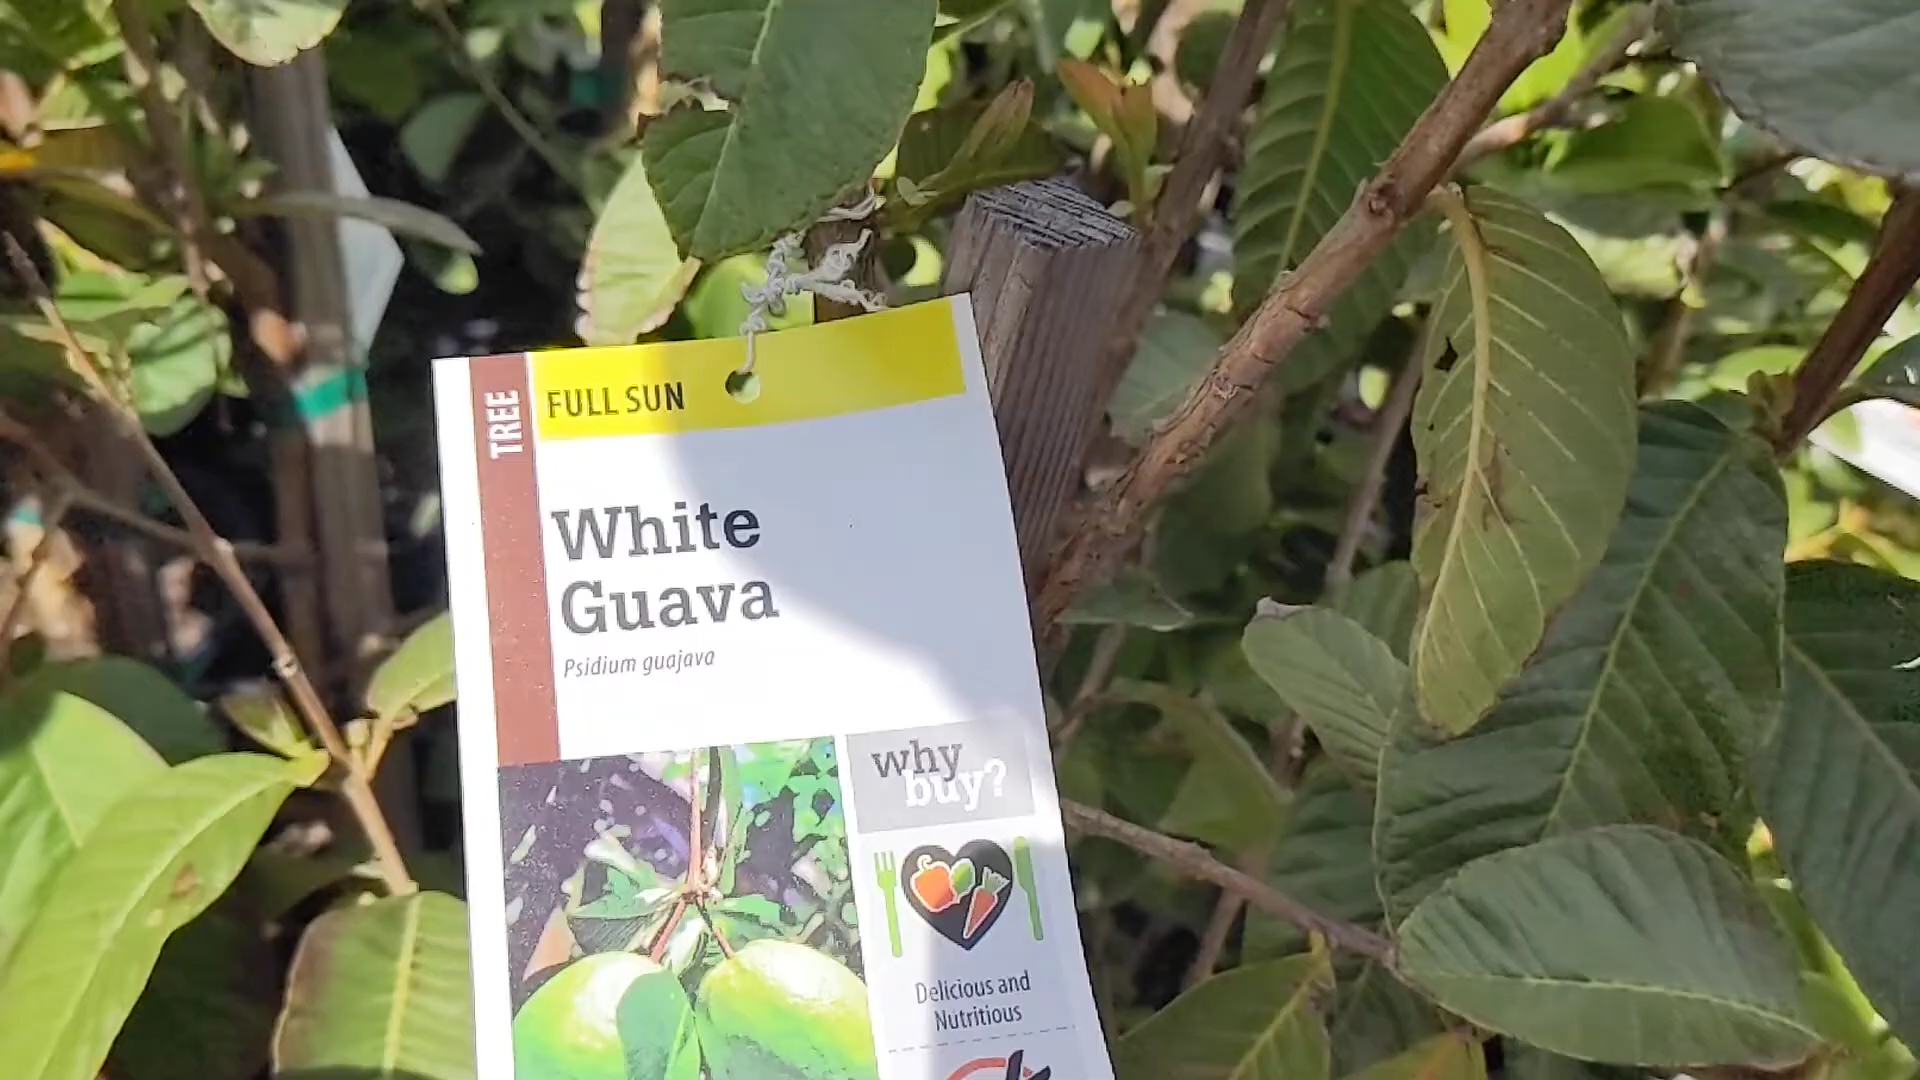 TREE
FULL SUN
White
Guava
Psidium guajava
why
buy?
Delicious and
Nutritious